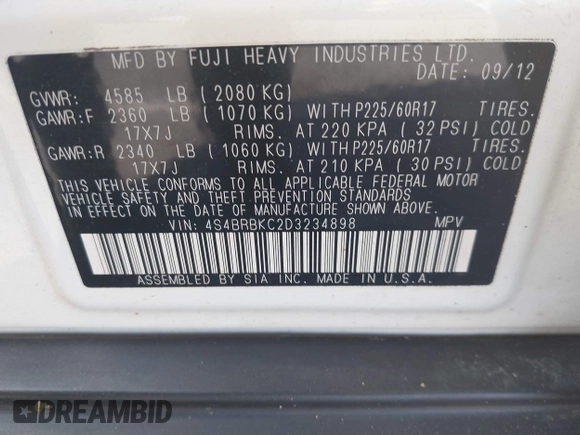 MFD BY FUJI HEAVY INDUSTRIES LTD.
DATE: 09/12
GVWR: 4585 LB ( 2080 KG)
GAWR:F 2360 LB ( 1070 KG) WITH P225/60R17 TIRES.
17X7J RIMS. AT 220 KPA ( 32 PSI) COLD
GAWR:R 2340 LB ( 1060 KG) WITH P225/60R17 TIRES.
17X7J RIMS. AT 210 KPA ( 30 PSI) COLD
THIS VEHICLE CONFORMS TO ALL APPLICABLE FEDERAL MOTOR
VEHICLE SAFETY AND THEFT PREVENTION STANDARDS
IN EFFECT ON THE DATE OF MANUFACTURE SHOWN ABOVE.
VIN: 4S4BRBKC2D3234898 MPV
ASSEMBLED BY SIA INC. MADE IN U.S.A.
DREAMBID